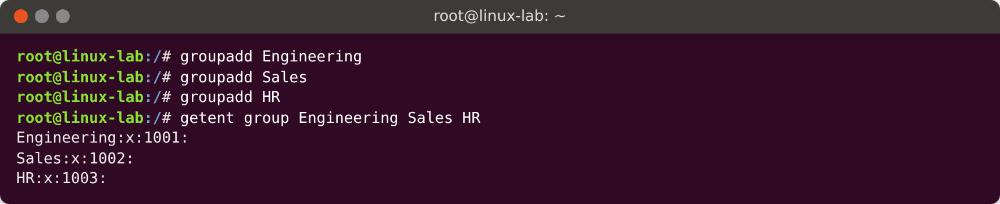 root@linux-lab: ~
root@linux-lab:/# groupadd Engineering
root@linux-lab:/# groupadd Sales
root@linux-lab:/# groupadd HR
root@linux-lab:/# getent group Engineering Sales HR
Engineering:x:1001:
Sales:x:1002:
HR:x:1003: